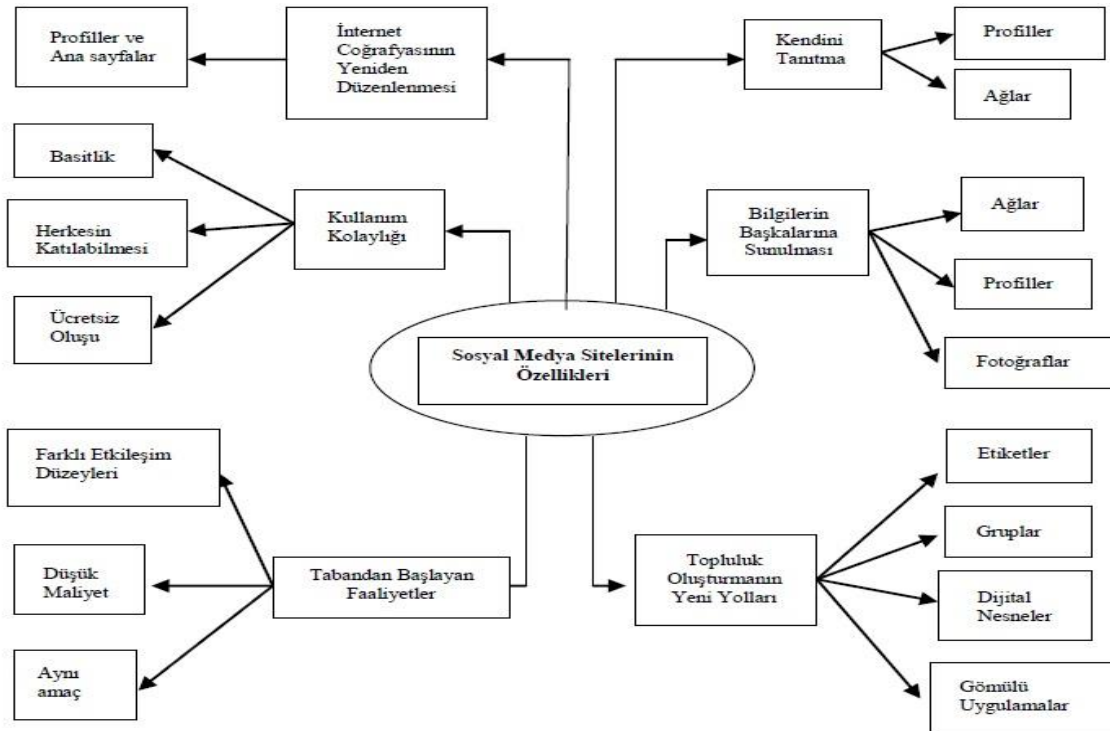 Profiller ve
Ana sayfalar
İnternet
Coğrafyasının
Yeniden
Düzenlenmesi
Kendini
Tanıtma
Profiller
Ağlar
Basitlik
Herkesin
Katılabilmesi
Ücretsiz
Oluşu
Kullanım
Kolaylığı
Bilgilerin
Başkalarına
Sunulması
Ağlar
Profiller
Fotoğraflar
Sosyal Medya Sitelerinin
Özellikleri
Farklı Etkileşim
Düzeyleri
Düşük
Maliyet
Aynı
amaç
Tabandan Başlayan
Faaliyetler
Topluluk
Oluşturmanın
Yeni Yolları
Etiketler
Gruplar
Dijital
Nesneler
Gömülü
Uygulamalar